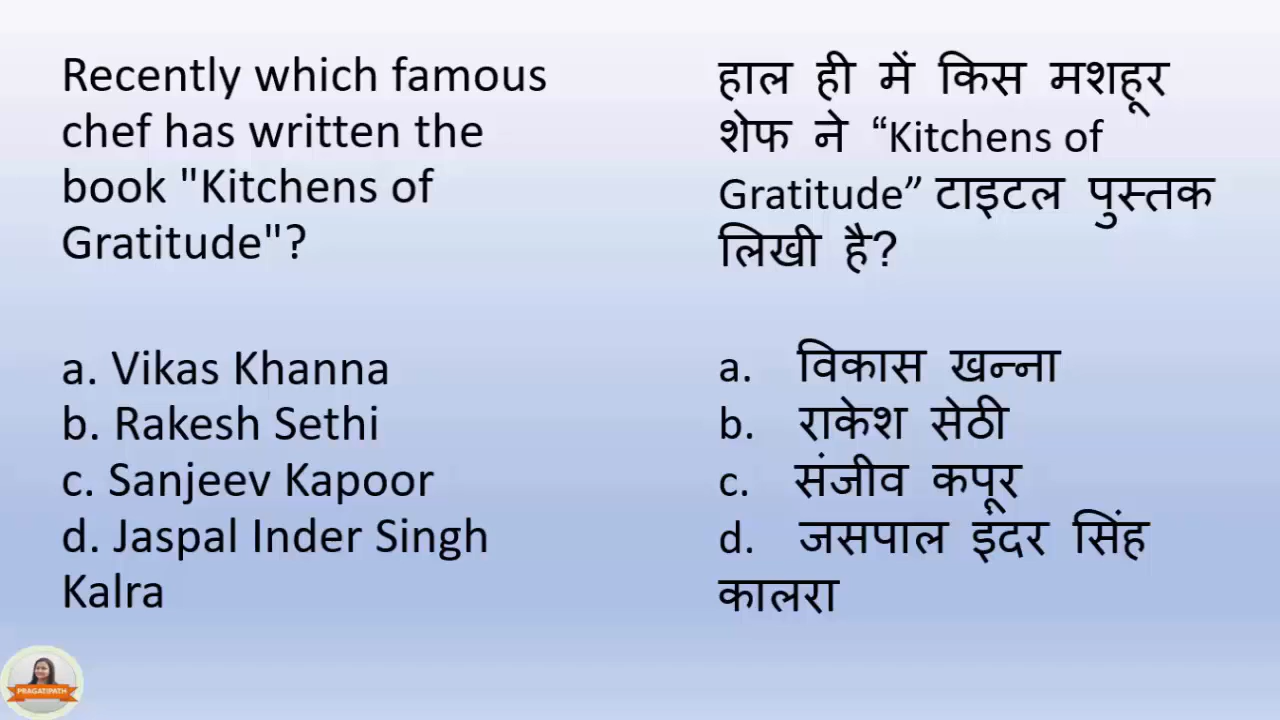 Recently which famous
chef has written the
book "Kitchens of
Gratitude"?
a. Vikas Khanna
b. Rakesh Sethi
c. Sanjeev Kapoor
d. Jaspal Inder Singh
Kalra
हाल ही में किस मशहूर
शेफ ने “Kitchens of
Gratitude” टाइटल पुस्तक
लिखी है?
a. विकास खन्ना
b. राकेश सेठी
c. संजीव कपूर
d. जसपाल इंदर सिंह
कालरा
PRAGATIPATH